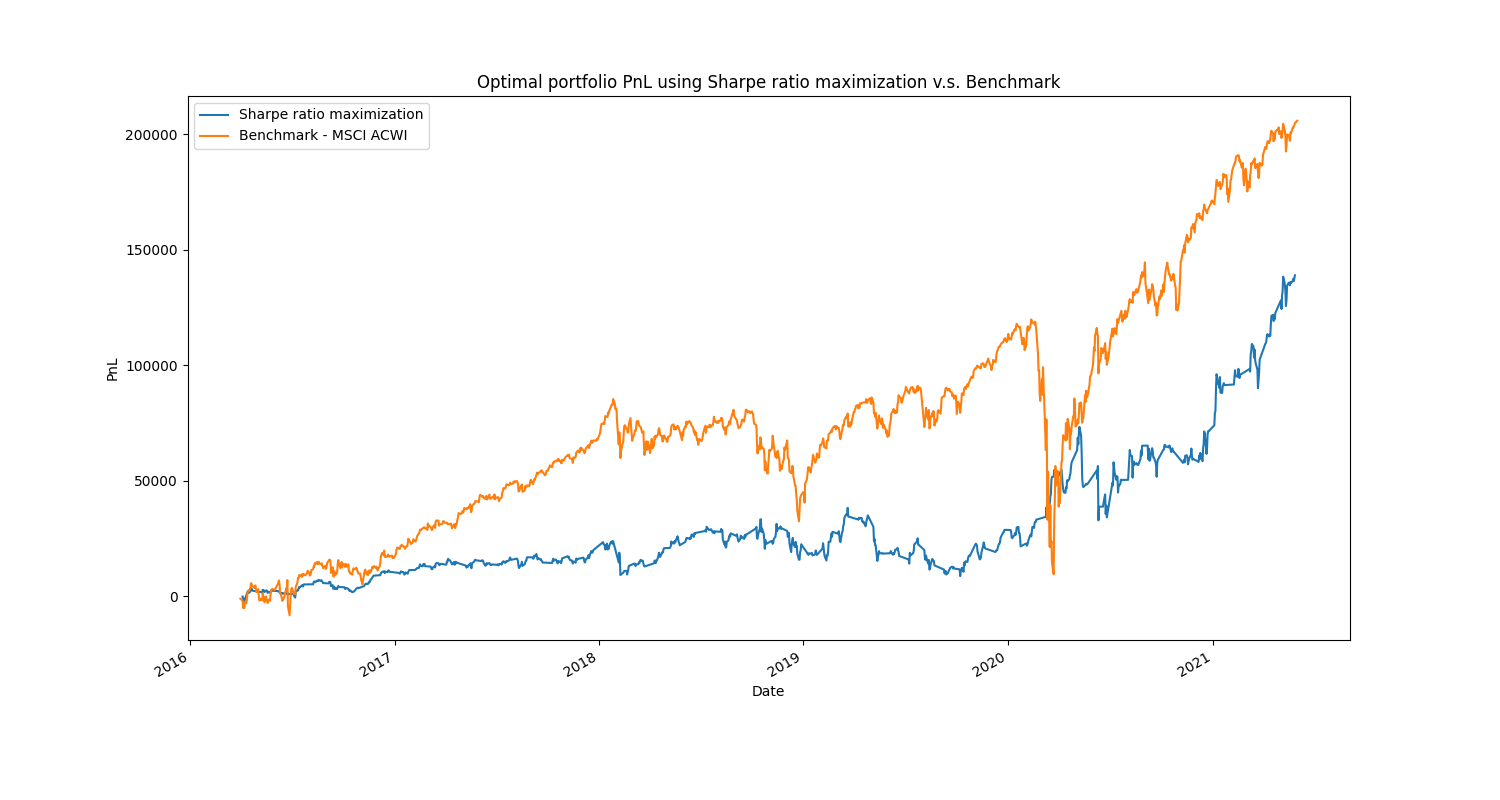 Optimal portfolio PnL using Sharpe ratio maximization v.s. Benchmark
Sharpe ratio maximization
Benchmark - MSCI ACWI
200000
150000
100000
50000
0
PnL
2016
2017
2018
2019
2020
2021
Date